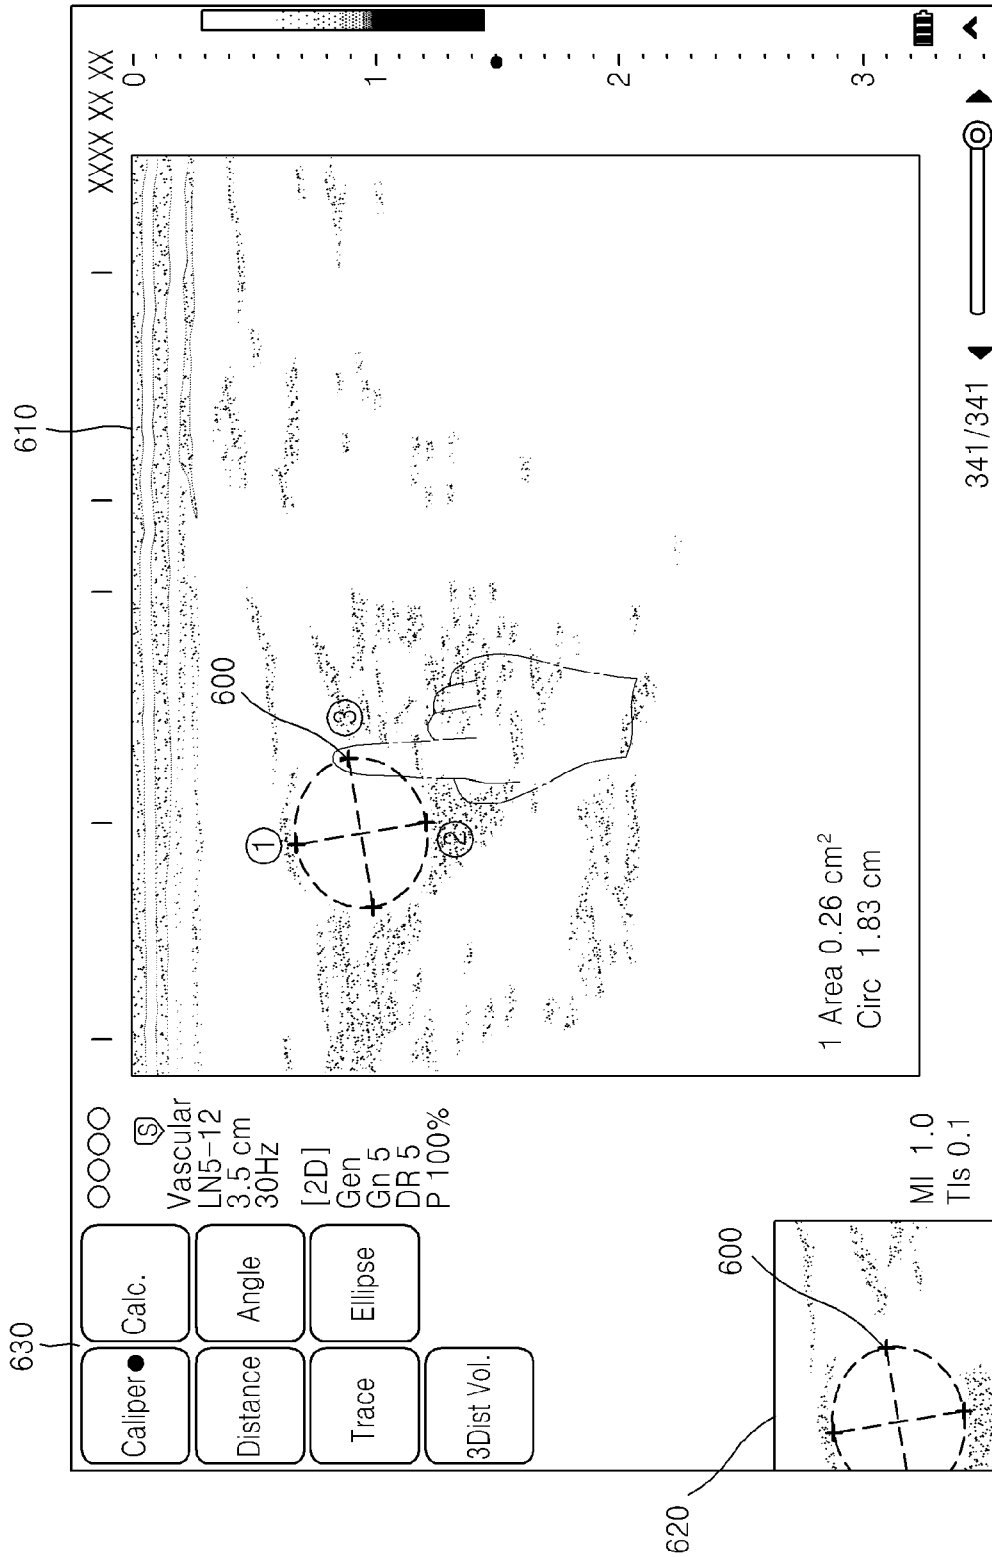 630
610
Caliper
Calc.
Distance
Angle
Trace
Ellipse
3Dist Vol.
S
Vascular
LN5-12
3.5 cm
30Hz
[2D]
Gen
Gn 5
DR 5
P 100%
XXXX XX XX
0
1
2
3
600
1
2
3
1 Area 0.26 cm²
Circ 1.83 cm
620
600
MI 1.0
TIs 0.1
341/341